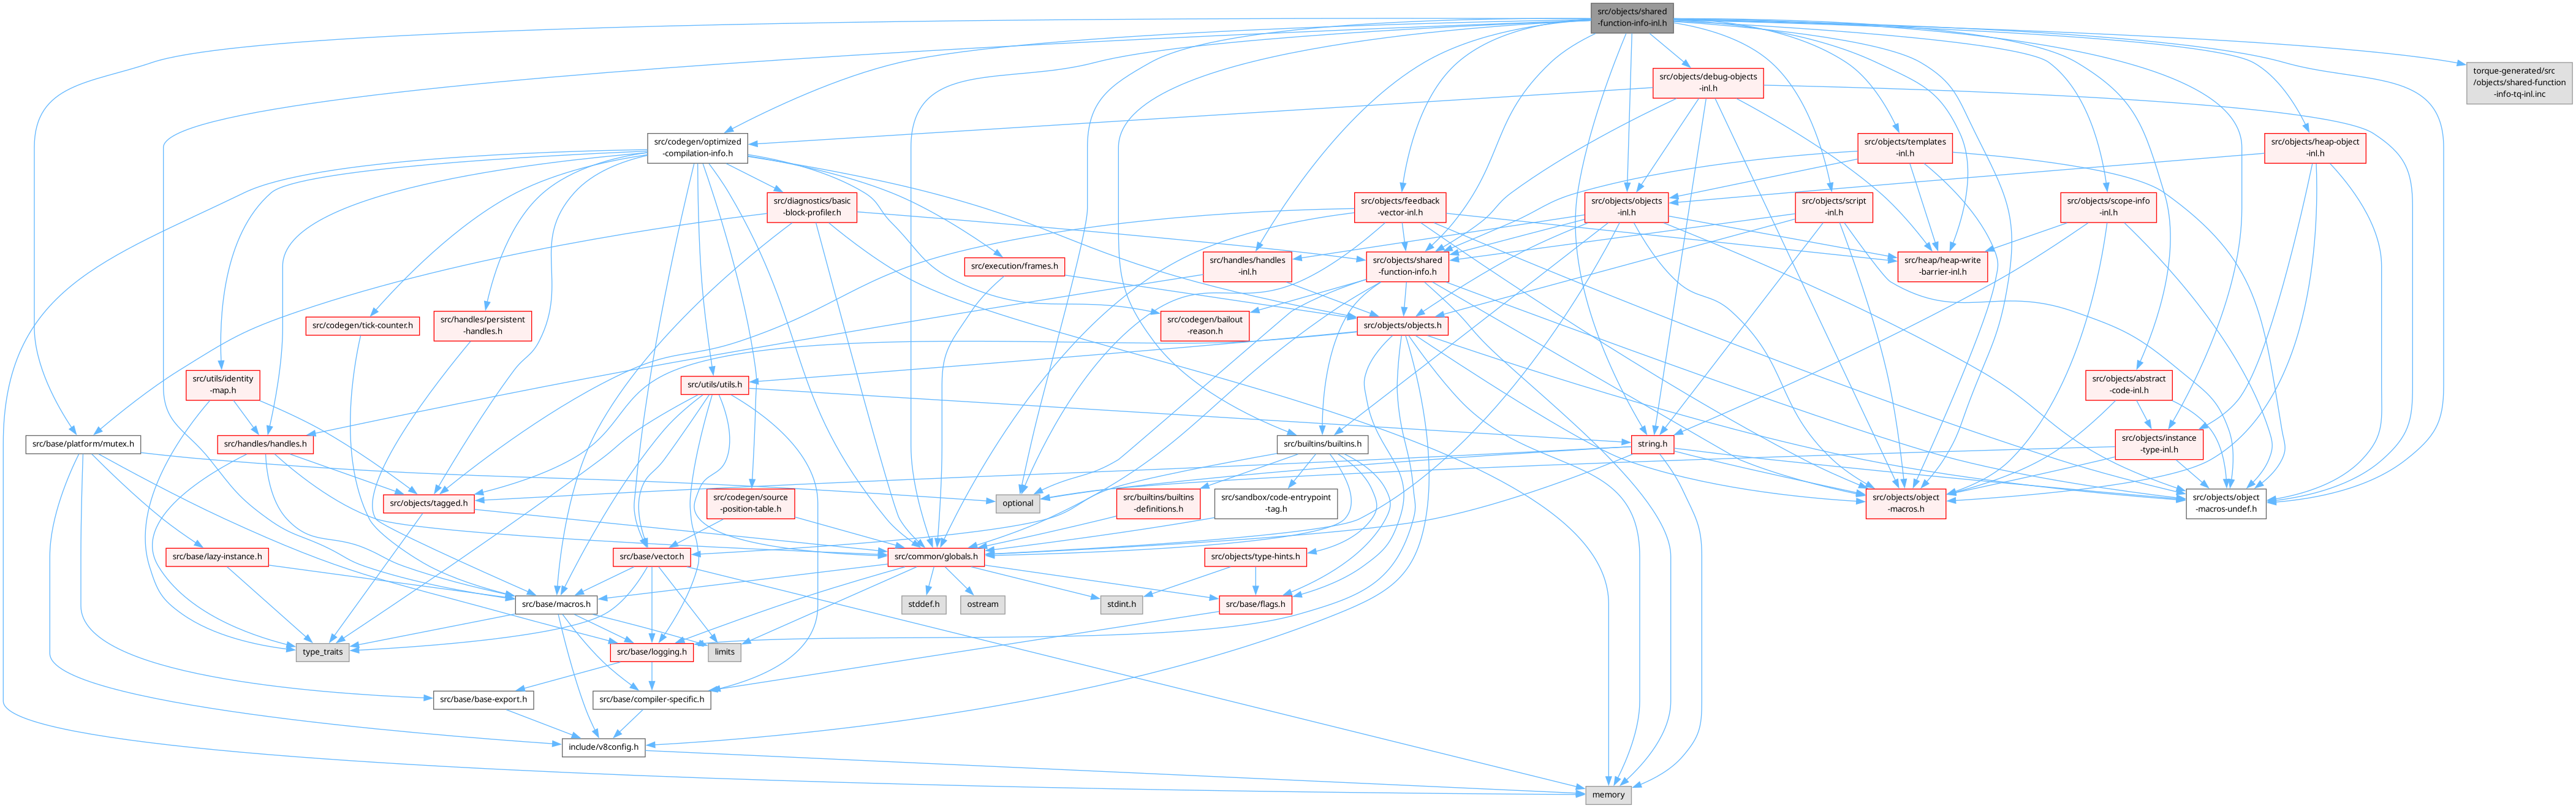 src/objects/shared
-function-info-inl.h
src/objects/debug-objects
-inl.h
torque-generated/src
/objects/shared-function
-info-tq-inl.inc
src/codegen/optimized
-compilation-info.h
src/objects/templates
-inl.h
src/objects/heap-object
-inl.h
src/diagnostics/basic
-block-profiler.h
src/objects/feedback
-vector-inl.h
src/objects/objects
-inl.h
src/objects/script
-inl.h
src/objects/scope-info
-inl.h
src/execution/frames.h
src/handles/handles
-inl.h
src/objects/shared
-function-info.h
src/heap/heap-write
-barrier-inl.h
src/codegen/tick-counter.h
src/handles/persistent
-handles.h
src/codegen/bailout
-reason.h
src/objects/objects.h
src/utils/identity
-map.h
src/utils/utils.h
src/objects/abstract
-code-inl.h
src/base/platform/mutex.h
src/handles/handles.h
src/builtins/builtins.h
string.h
src/objects/instance
-type-inl.h
src/objects/tagged.h
src/codegen/source
-position-table.h
optional
src/builtins/builtins
-definitions.h
src/sandbox/code-entrypoint
-tag.h
src/objects/object
-macros.h
src/objects/object
-macros-undef.h
src/base/lazy-instance.h
src/base/vector.h
src/common/globals.h
src/objects/type-hints.h
src/base/macros.h
stddef.h
ostream
stdint.h
src/base/flags.h
type_traits
src/base/logging.h
limits
src/base/base-export.h
src/base/compiler-specific.h
include/v8config.h
memory